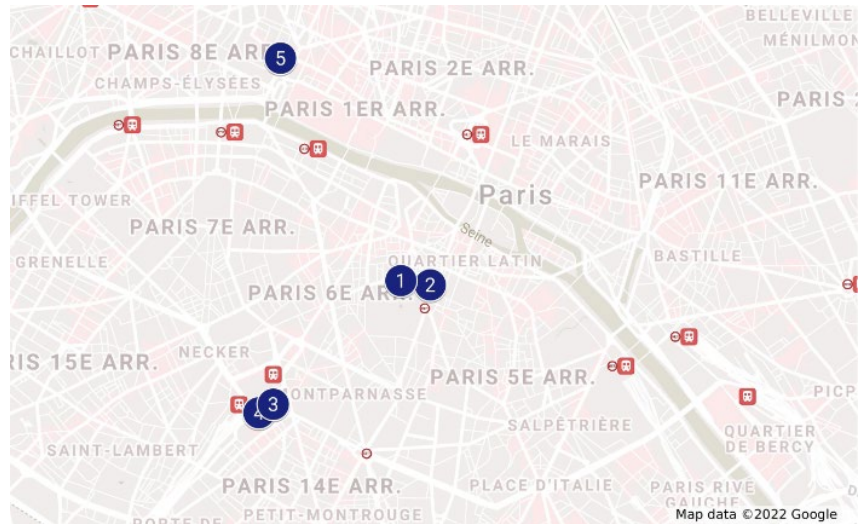 BELLEVILLE
MÉNILMON
CHAILLOT
PARIS 8E ARR
5
CHAMPS-ÉLYSÉES
PARIS 2E ARR.
PARIS
PARIS 1ER ARR.
LE MARAIS
Paris
PARIS 11E ARR.
IFFEL TOWER
PARIS 7E ARR.
Seine
GRENELLE
QUARTIER LATIN
BASTILLE
1
2
PARIS 6E ARR.
NECKER
RIS 15E ARR.
PARIS 5E ARR.
PICP
MONTPARNASSE
3
4
SALPÊTRIÈRE
QUARTIER
DE BERCY
SAINT-LAMBERT
PARIS 14E ARR.
PLACE D'ITALIE
PARIS RIVE
GAUCHE
PORTE DE
PETIT-MONTROUGE
Map data ©2022 Google